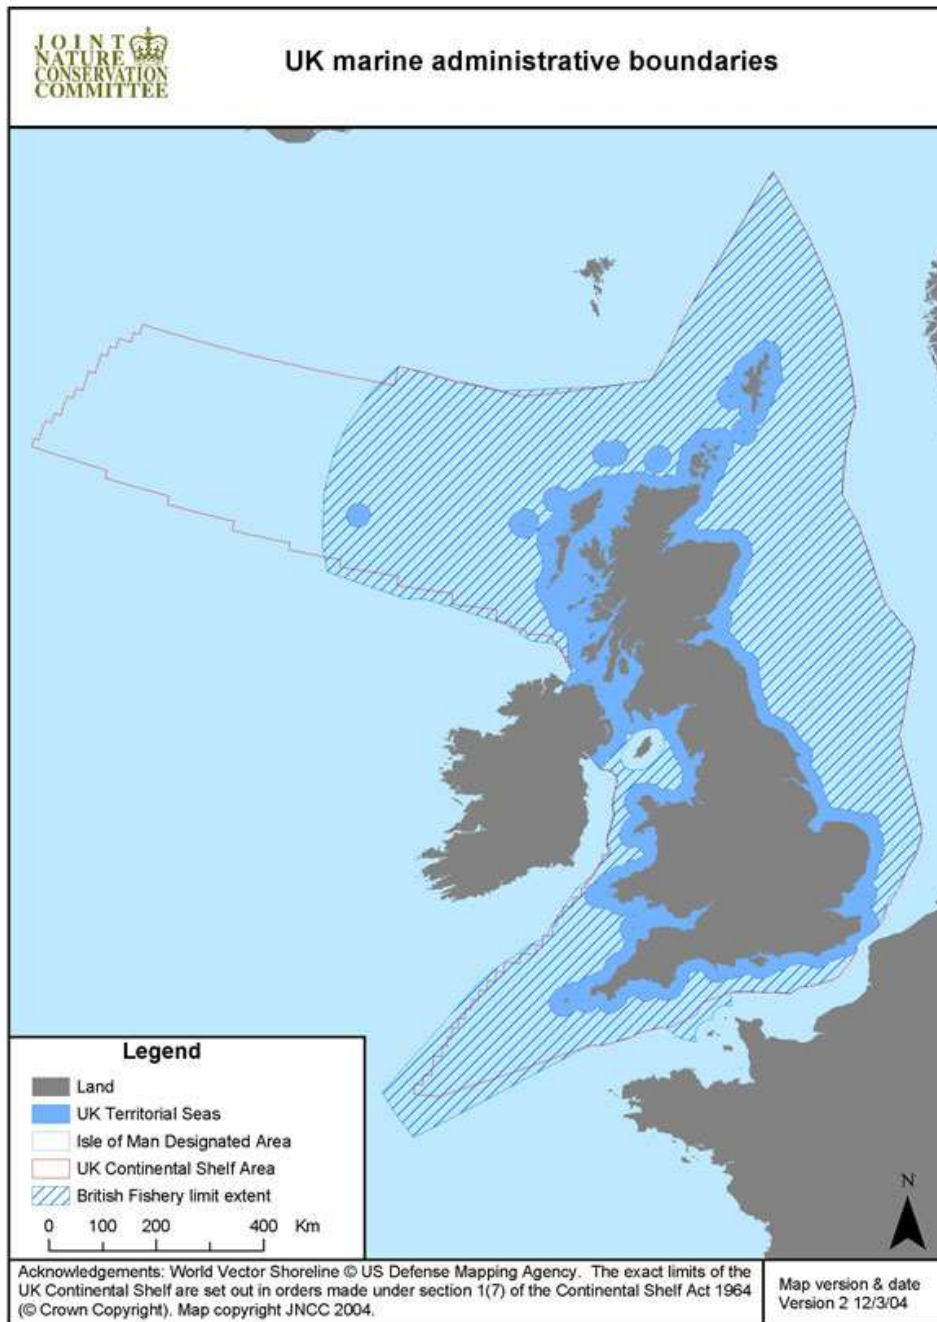 JOINT
NATURE
CONSERVATION
COMMITTEE
UK marine administrative boundaries
Legend
Land
UK Territorial Seas
Isle of Man Designated Area
UK Continental Shelf Area
British Fishery limit extent
0 100 200 400 Km
N
Acknowledgements: World Vector Shoreline © US Defense Mapping Agency. The exact limits of the
UK Continental Shelf are set out in orders made under section 1(7) of the Continental Shelf Act 1964
(© Crown Copyright). Map copyright JNCC 2004.
Map version & date
Version 2 12/3/04